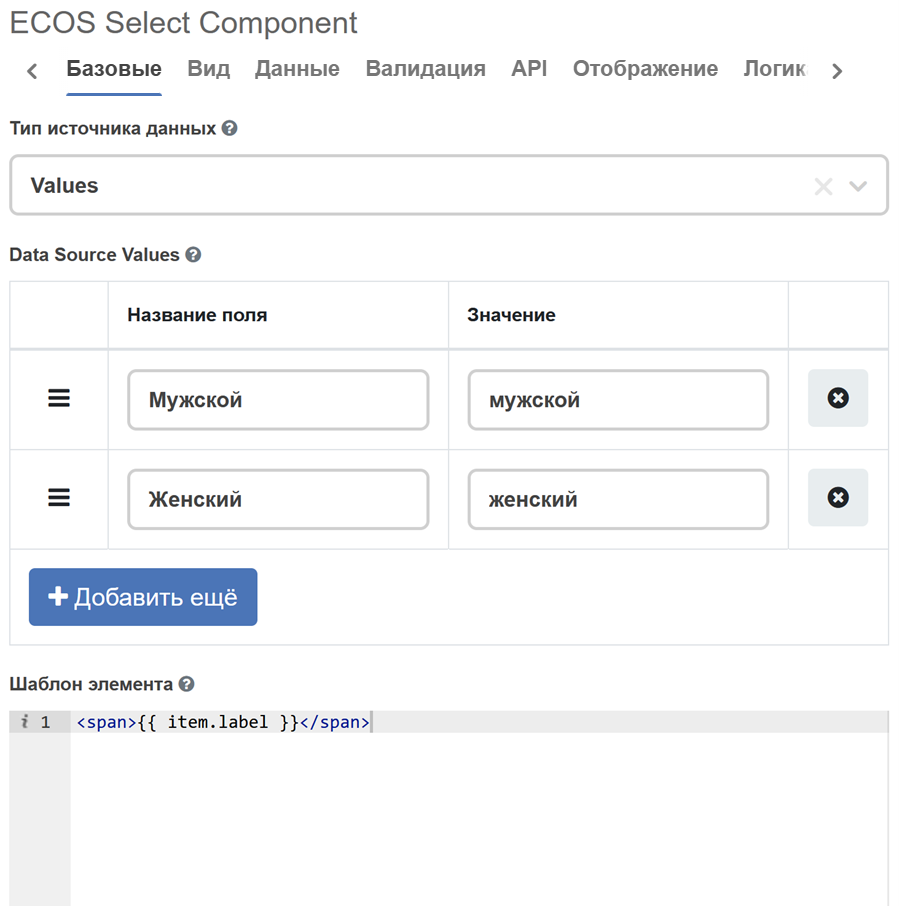 ECOS Select Component
Базовые Вид Данные Валидация API Отображение Логик
Тип источника данных
Values
Data Source Values
Название поля Значение
Мужской мужской
Женский женский
Добавить ещё
Шаблон элемента
i 1 <span>{{ item.label }}</span>